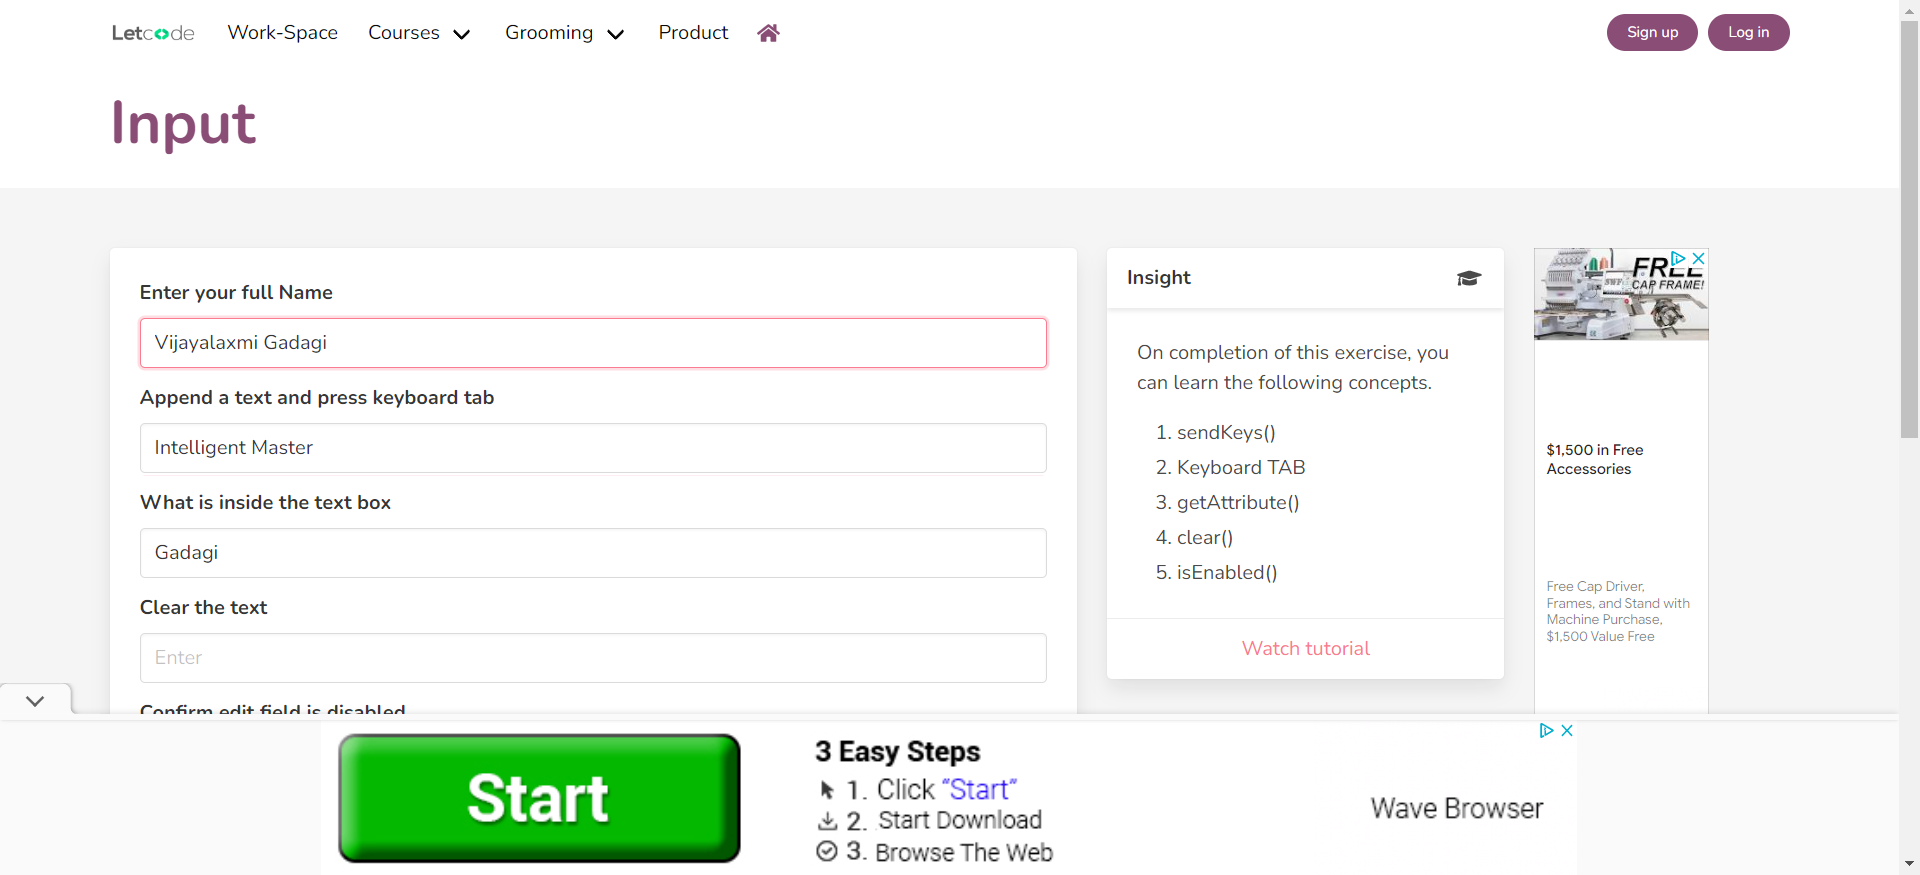 Letcode Work-Space Courses Grooming Product Sign up Log in
Input
Enter your full Name
Vijayalaxmi Gadagi
Append a text and press keyboard tab
Intelligent Master
What is inside the text box
Gadagi
Clear the text
Enter
Confirm edit field is disabled
Insight
On completion of this exercise, you
can learn the following concepts.
1. sendKeys()
2. Keyboard TAB
3. getAttribute()
4. clear()
5. isEnabled()
Watch tutorial
FREE
CAP FRAME!
SWF
$1,500 in Free
Accessories
Free Cap Driver,
Frames, and Stand with
Machine Purchase,
$1,500 Value Free
Start
3 Easy Steps
1. Click “Start”
2. Start Download
3. Browse The Web
Wave Browser